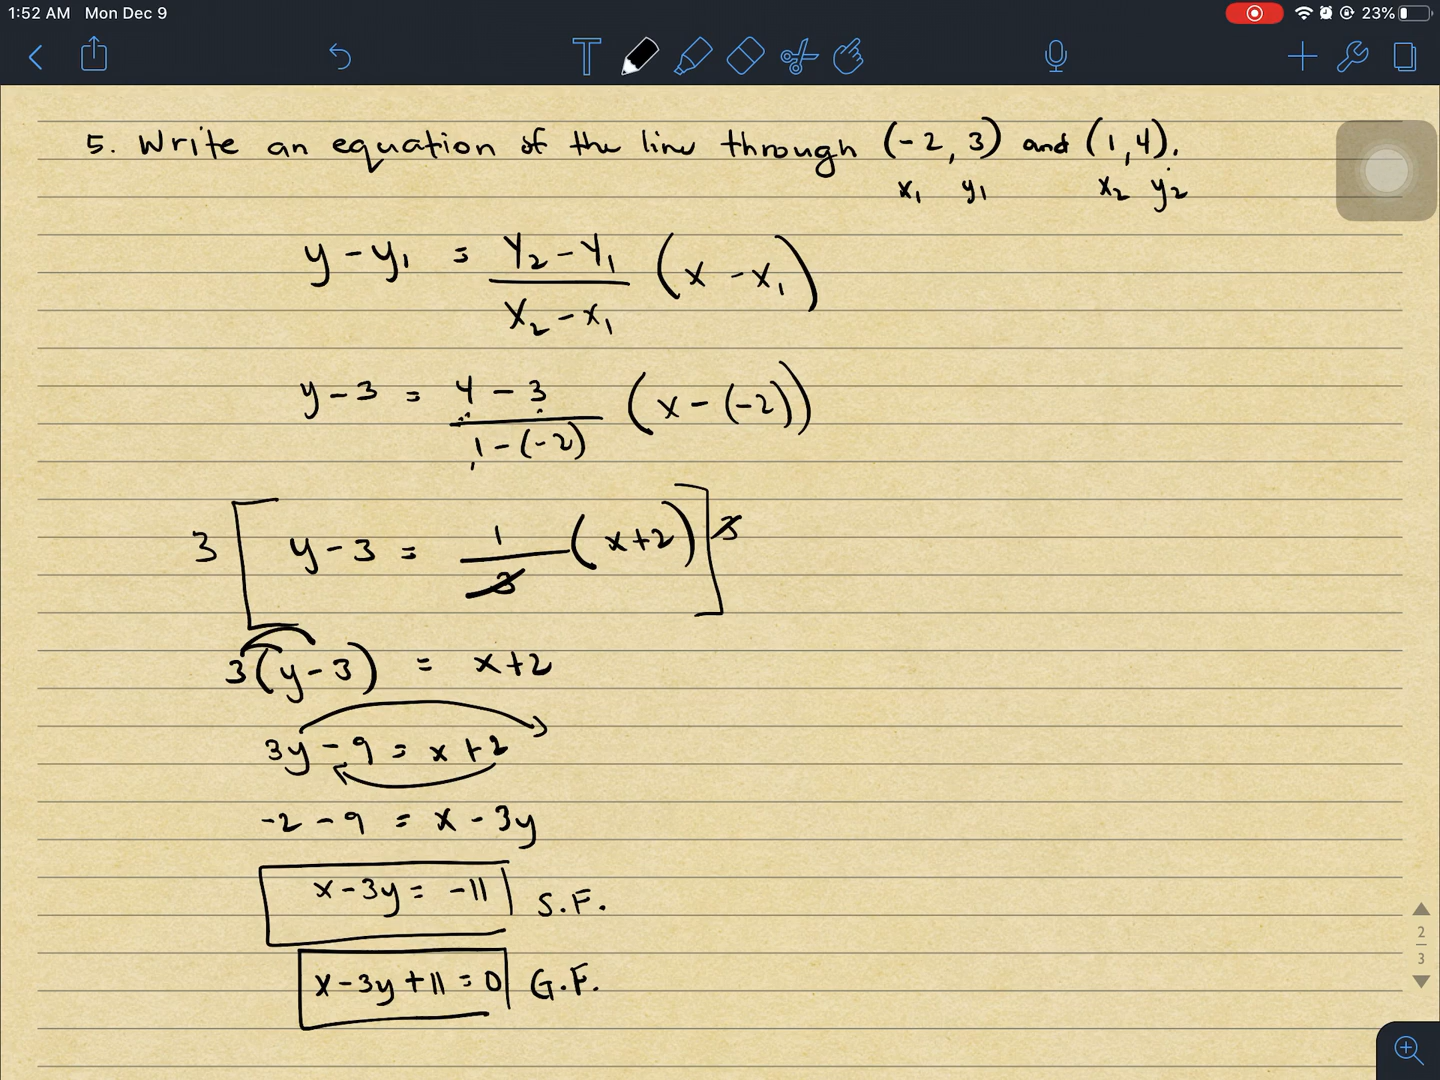 1:52 AM Mon Dec 9 23%
T
5. Write an equation of the line through (-2, 3) and (1, 4).
x₁ y₁ x₂ y₂
y - y₁ = (Y₂ - Y₁)/(X₂ - x₁) (x - x₁)
y - 3 = (4 - 3)/(1 - (-2)) (x - (-2))
3 [ y - 3 = 1/3 (x + 2) ] 3
3(y - 3) = x + 2
3y - 9 = x + 2
-2 - 9 = x - 3y
x - 3y = -11 S.F.
x - 3y + 11 = 0 G.F.
2
3